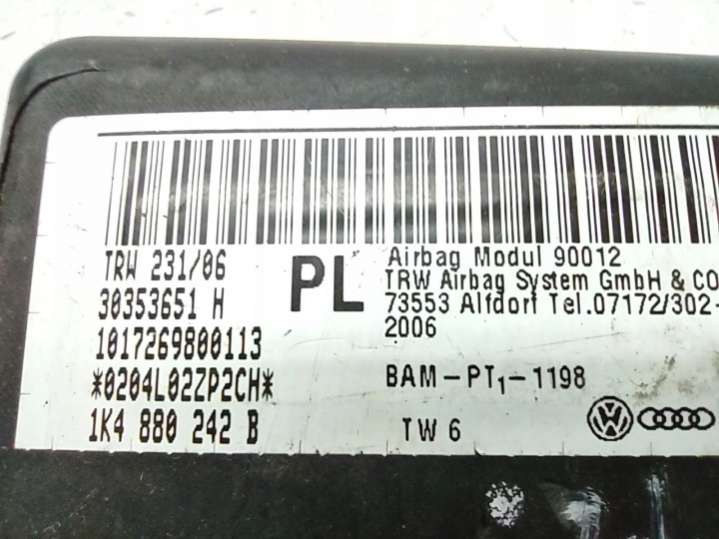 TRW 231/06
30353651 H
1017269800113
*0204L02ZP2CH*
1K4 880 242 B
PL
Airbag Modul 90012
TRW Airbag System GmbH & CO
73553 Alfdorf Tel.07172/302-
2006
BAM-PT1-1198
TW 6